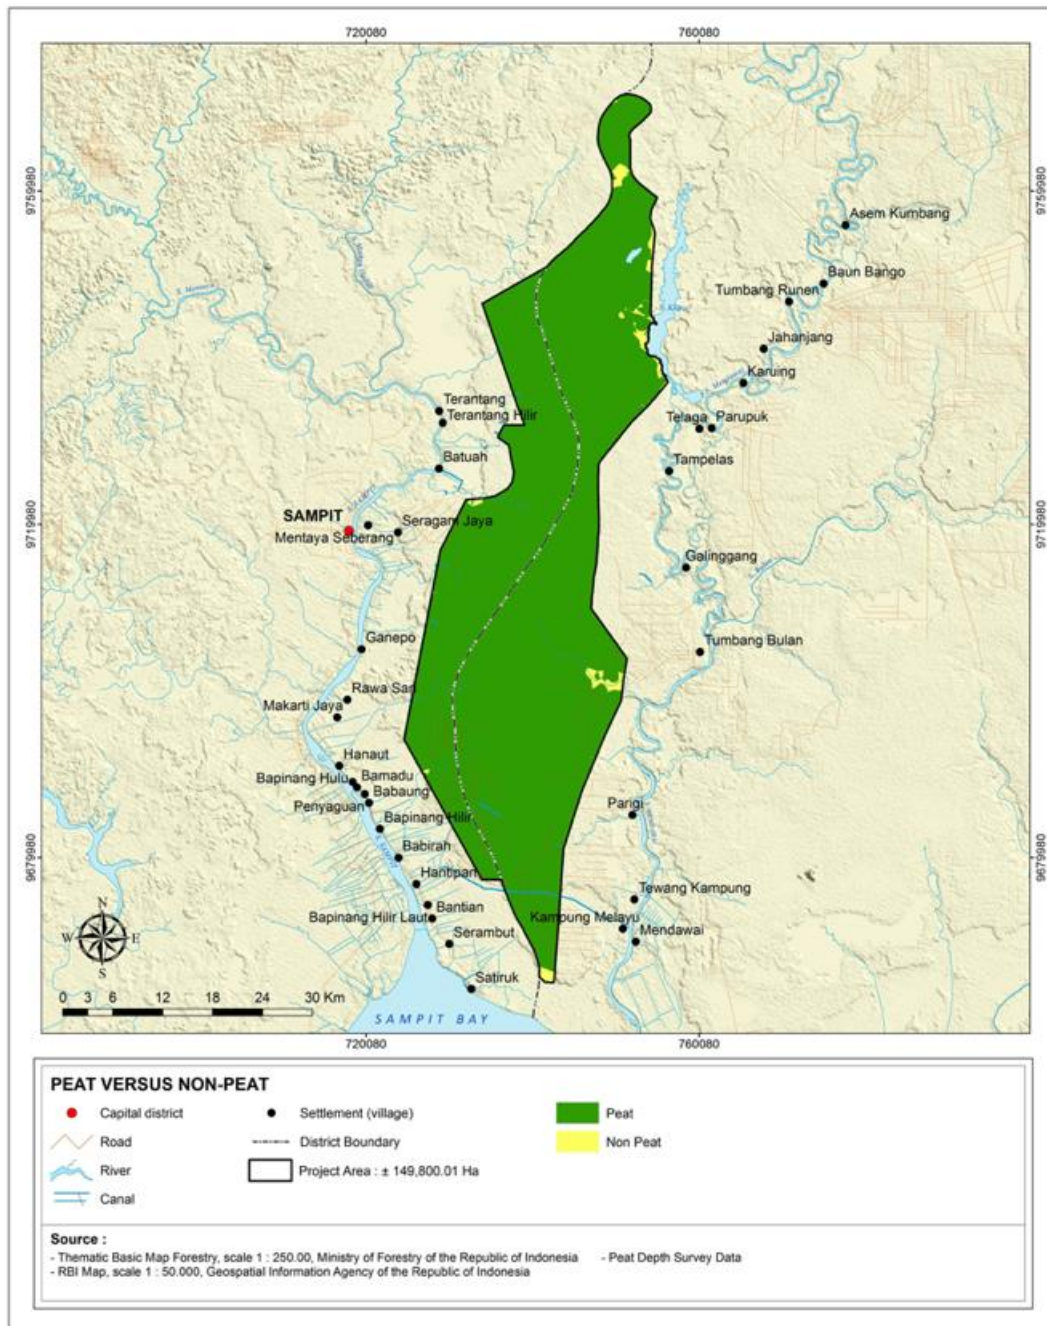 720080 760080
9759980 9759980
Asem Kumbang
Baun Bango
Tumbang Runen
Jahanjang
Karuing
Terantang
Terantang Hilir
Telaga Parupuk
Batuah
Tampelas
SAMPIT
Seragam Jaya
Mentaya Seberang
9719980 9719980
Galinggang
Ganepo
Tumbang Bulan
Rawa Sari
Makarti Jaya
Hanaut
Bapinang Hulu Bamadu
Babaung
Penyaguan
Parigi
Bapinang Hilir
Babirah
9679980 9679980
Hantipan
Tewang Kampung
Bantian
Bapinang Hilir Laut
Kampung Melayu
Mendawai
Serambut
Satiruk
N
W E
S
0 3 6 12 18 24 30 Km
SAMPIT BAY
720080 760080
PEAT VERSUS NON-PEAT
Capital district Settlement (village) Peat
Road District Boundary Non Peat
River Project Area : ± 149,800.01 Ha
Canal
Source :
- Thematic Basic Map Forestry, scale 1 : 250.00, Ministry of Forestry of the Republic of Indonesia - Peat Depth Survey Data
- RBI Map, scale 1 : 50.000, Geospatial Information Agency of the Republic of Indonesia